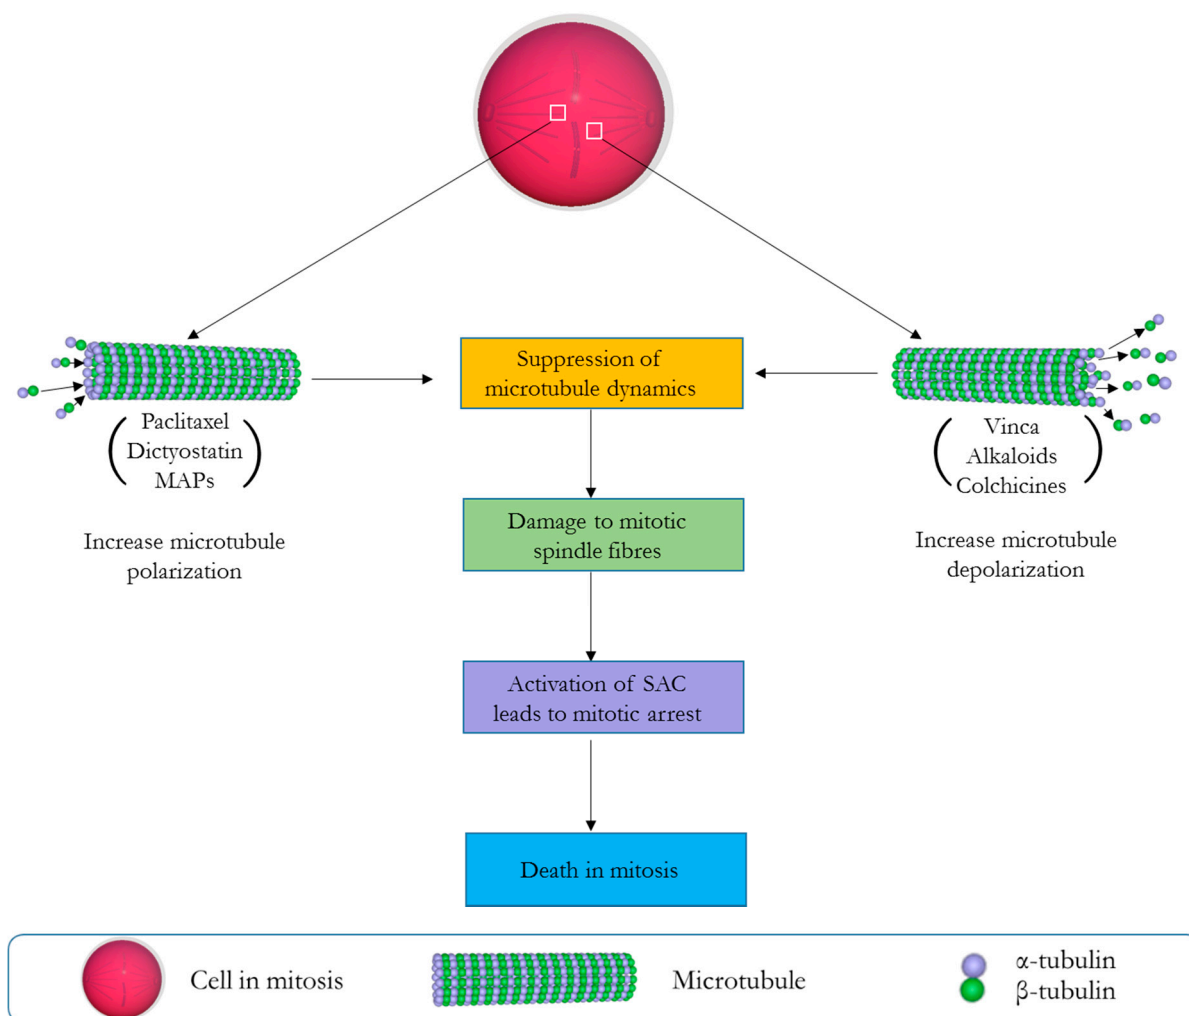 Suppression of
microtubule dynamics
Paclitaxel
Dictyostatin
MAPs
Increase microtubule
polarization
Vinca
Alkaloids
Colchicines
Increase microtubule
depolarization
Damage to mitotic
spindle fibres
Activation of SAC
leads to mitotic arrest
Death in mitosis
Cell in mitosis
Microtubule
α-tubulin
β-tubulin